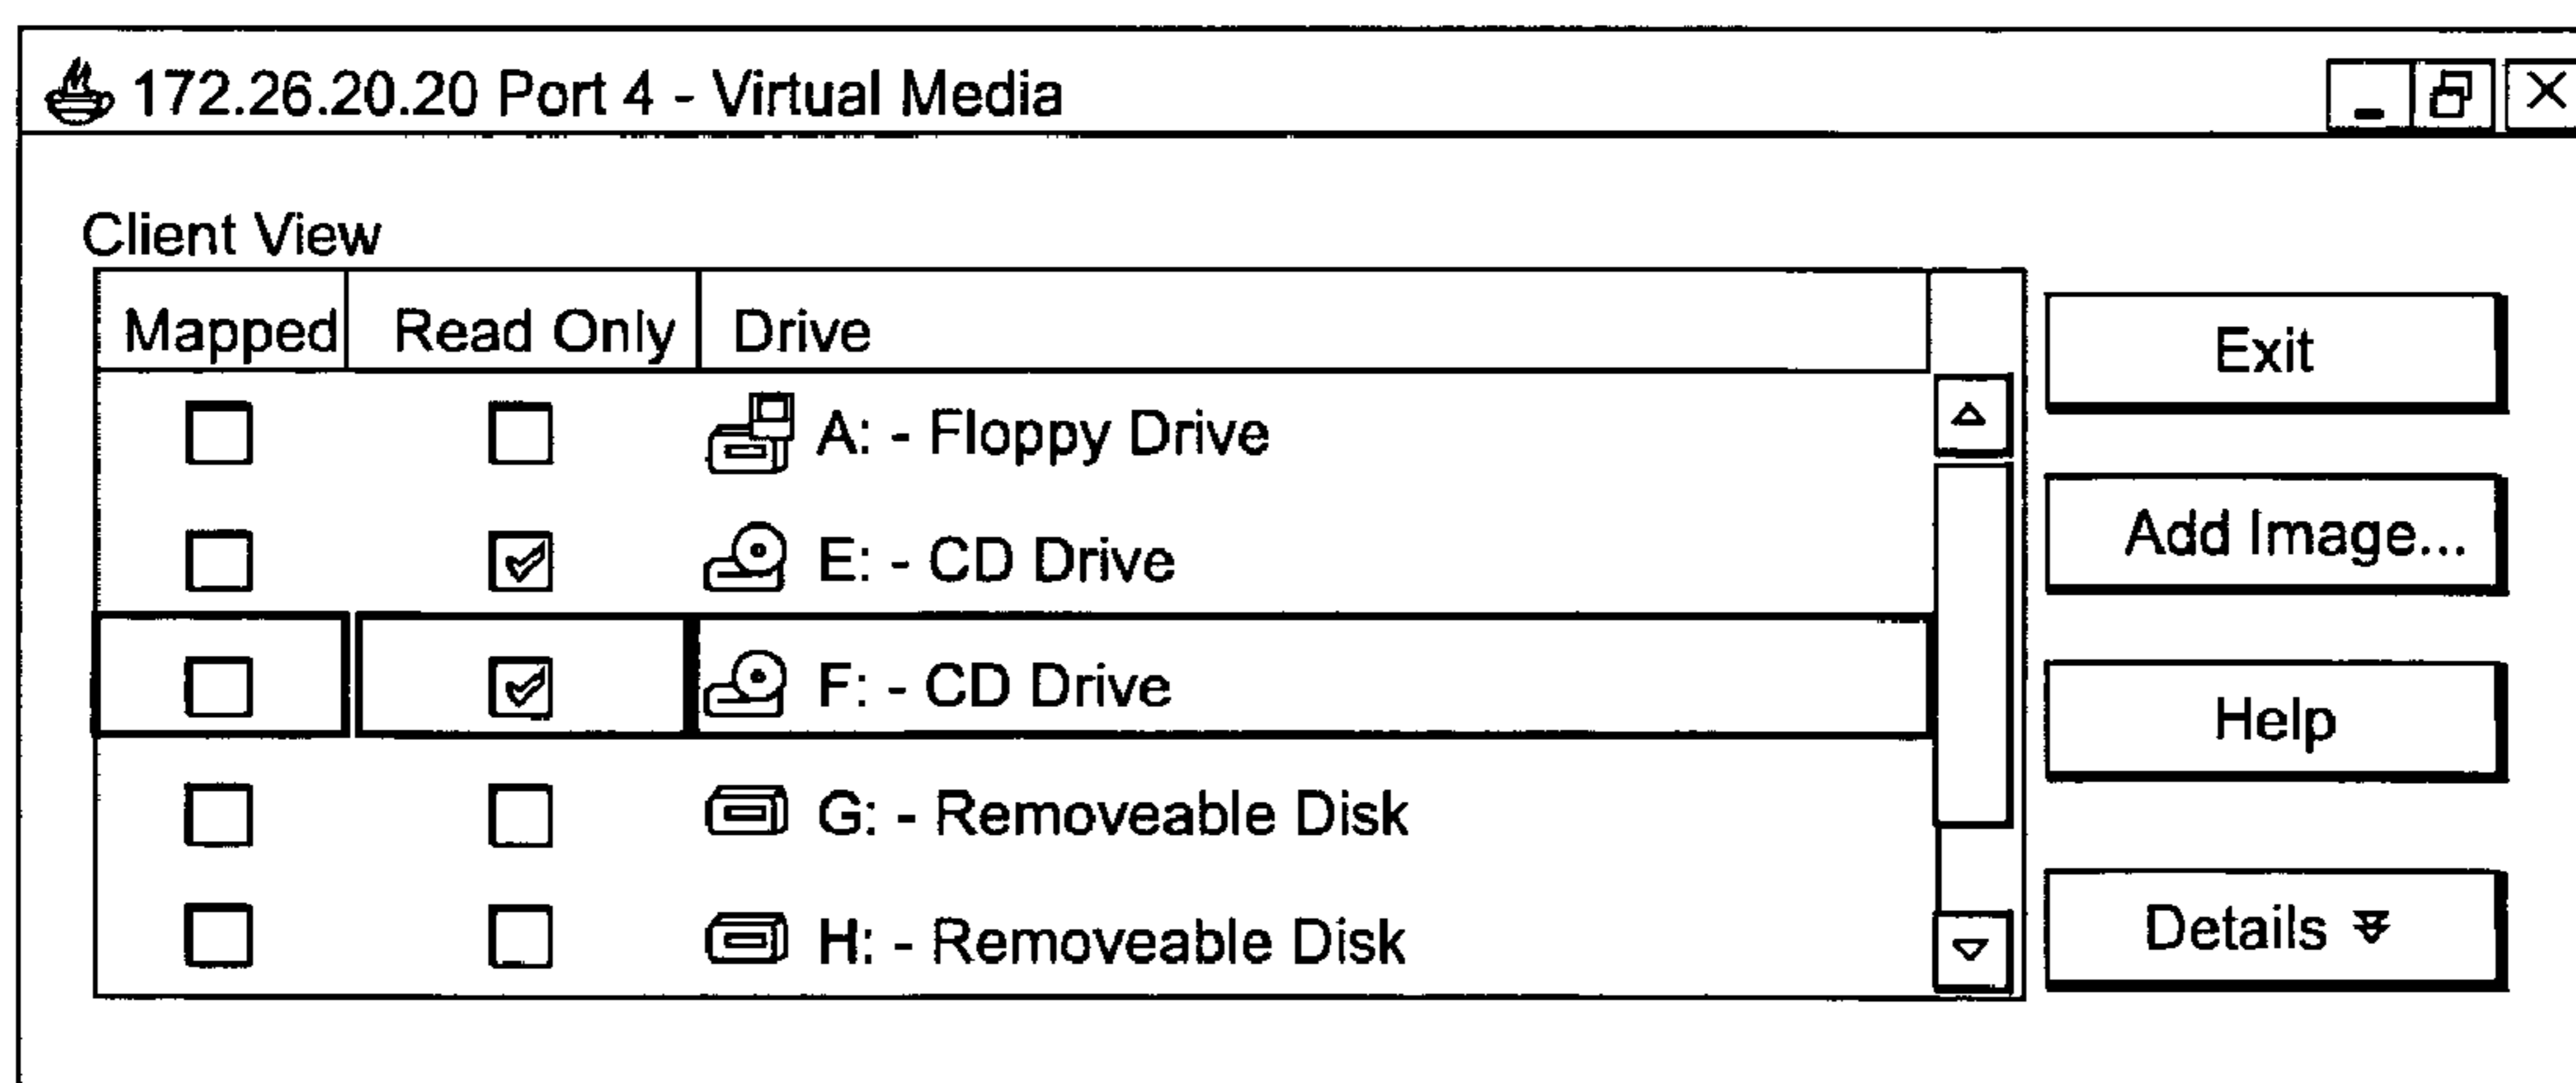 172.26.20.20 Port 4 - Virtual Media
Client View
Mapped Read Only Drive
A: - Floppy Drive
E: - CD Drive
F: - CD Drive
G: - Removeable Disk
H: - Removeable Disk
Exit
Add Image...
Help
Details